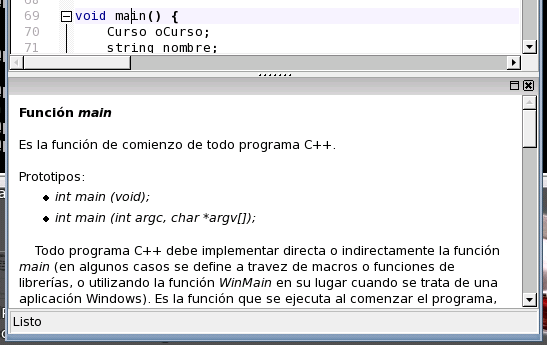 69 void main() {
70 Curso oCurso;
71 string nombre;
Función main
Es la función de comienzo de todo programa C++.
Prototipos:
int main (void);
int main (int argc, char *argv[]);
Todo programa C++ debe implementar directa o indirectamente la función
main (en algunos casos se define a travez de macros o funciones de
librerías, o utilizando la función WinMain en su lugar cuando se trata de una
aplicación Windows). Es la función que se ejecuta al comenzar el programa,
Listo